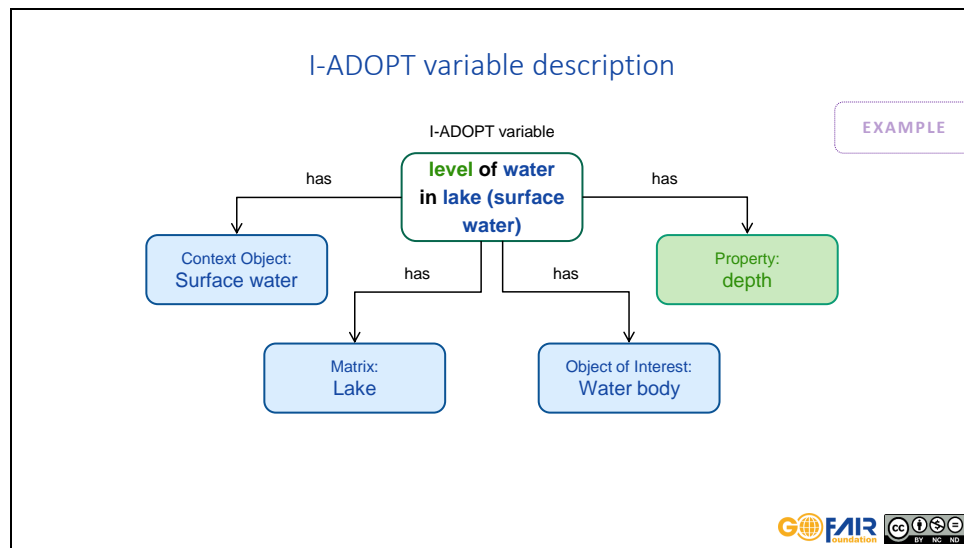 I-ADOPT variable description
EXAMPLE
I-ADOPT variable
level of water
in lake (surface
water)
has
has
has
has
Context Object:
Surface water
Property:
depth
Matrix:
Lake
Object of Interest:
Water body
GO FAIR
Foundation
cc
BY NC ND